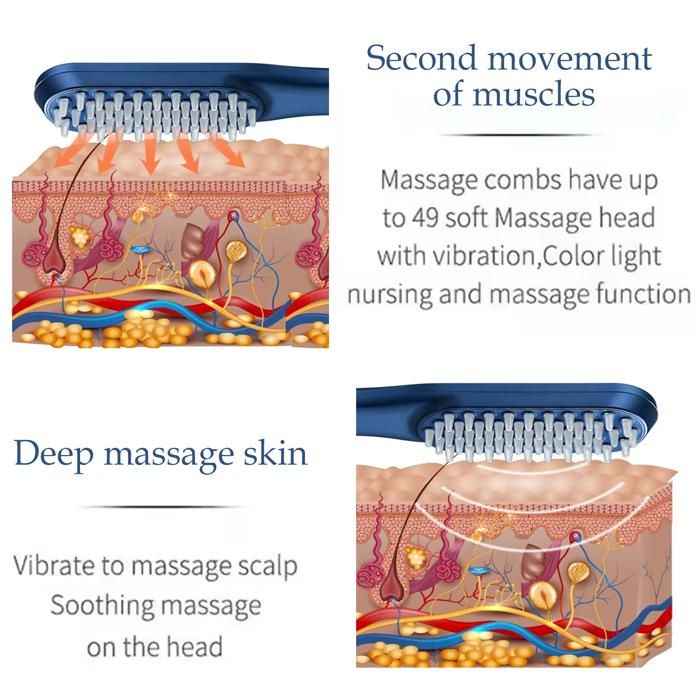 Second movement
of muscles
Massage combs have up
to 49 soft Massage head
with vibration,Color light
nursing and massage function
Deep massage skin
Vibrate to massage scalp
Soothing massage
on the head